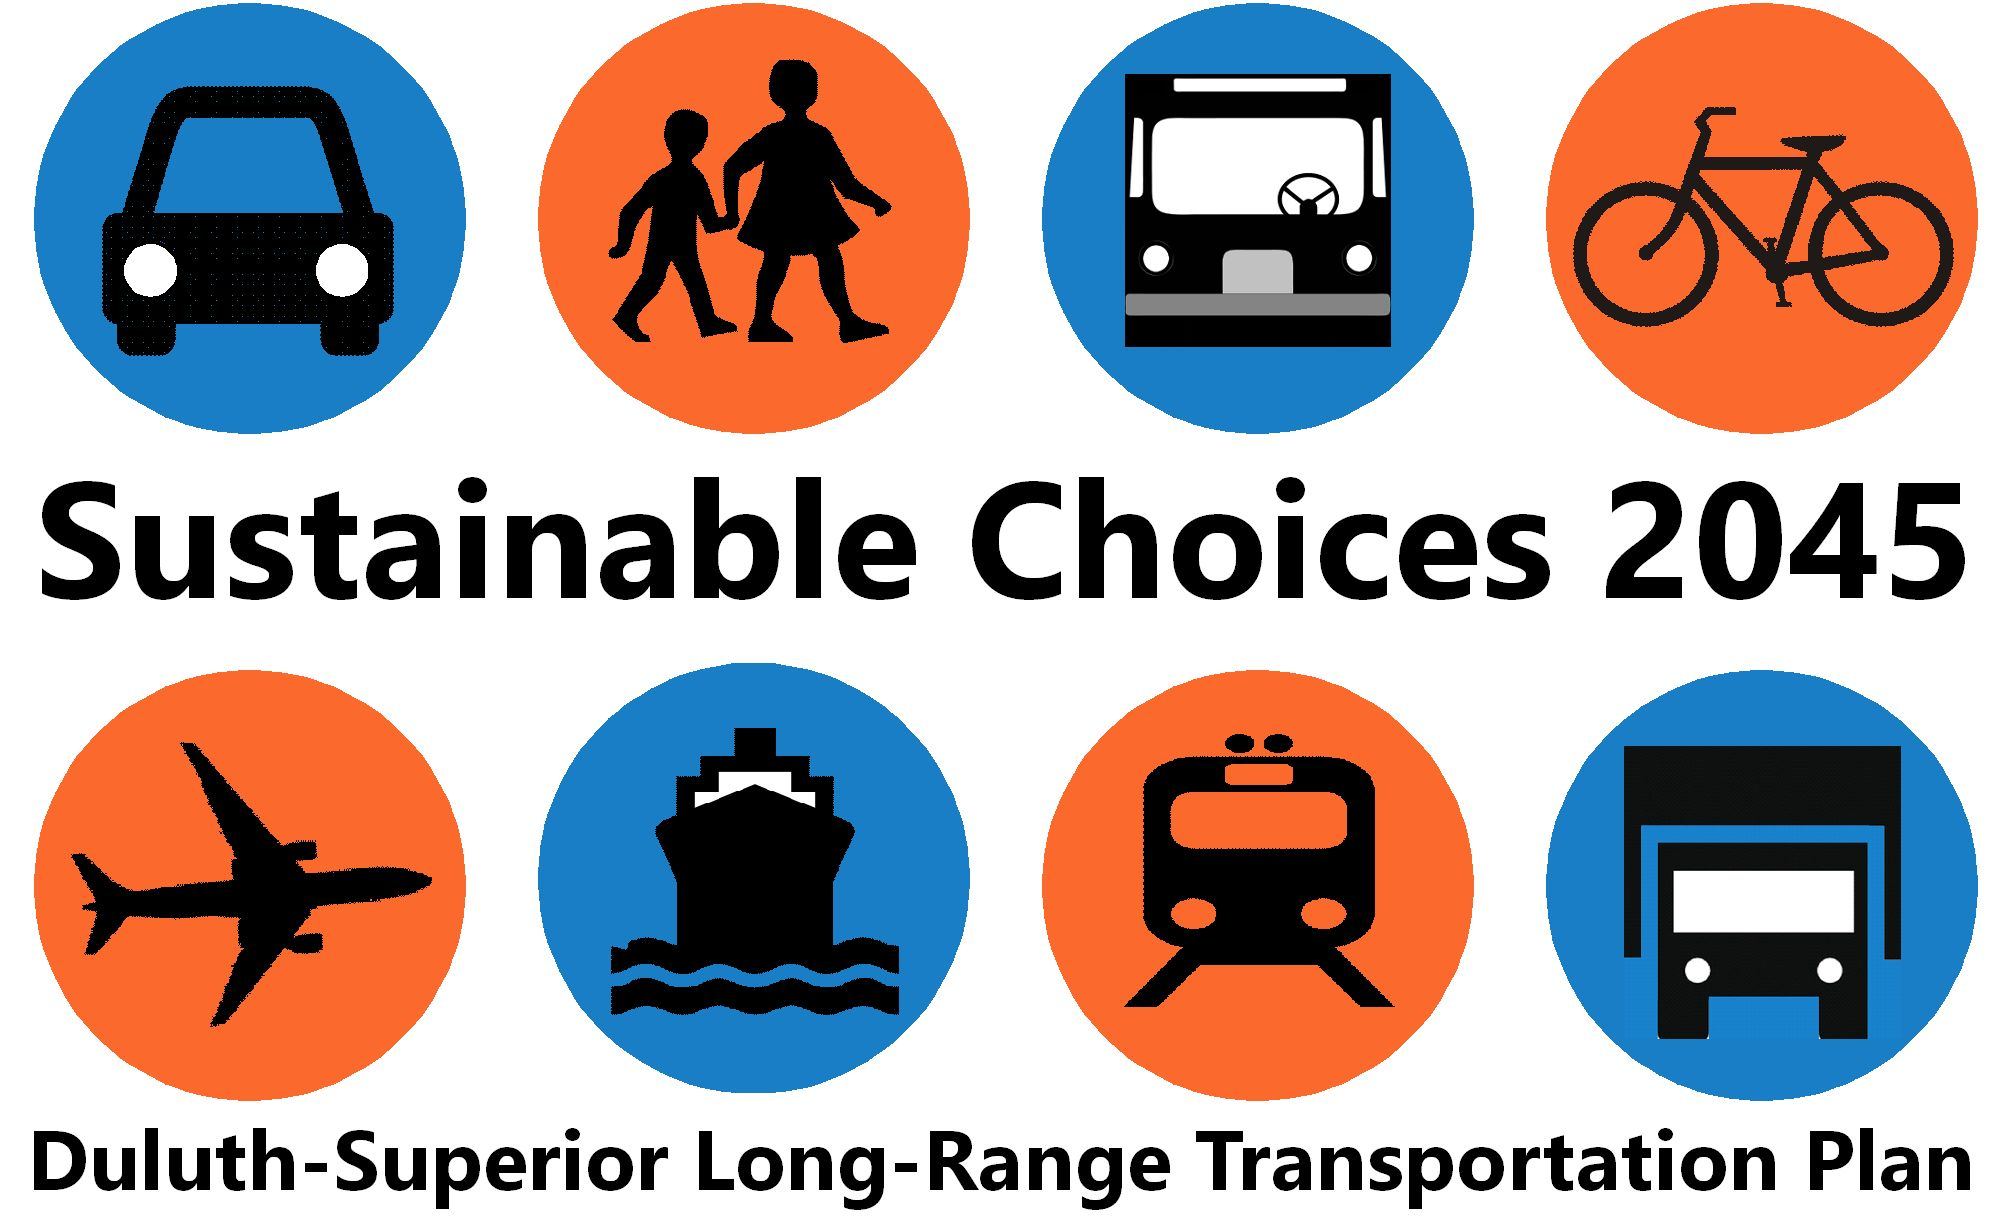 Sustainable Choices 2045
Duluth-Superior Long-Range Transportation Plan